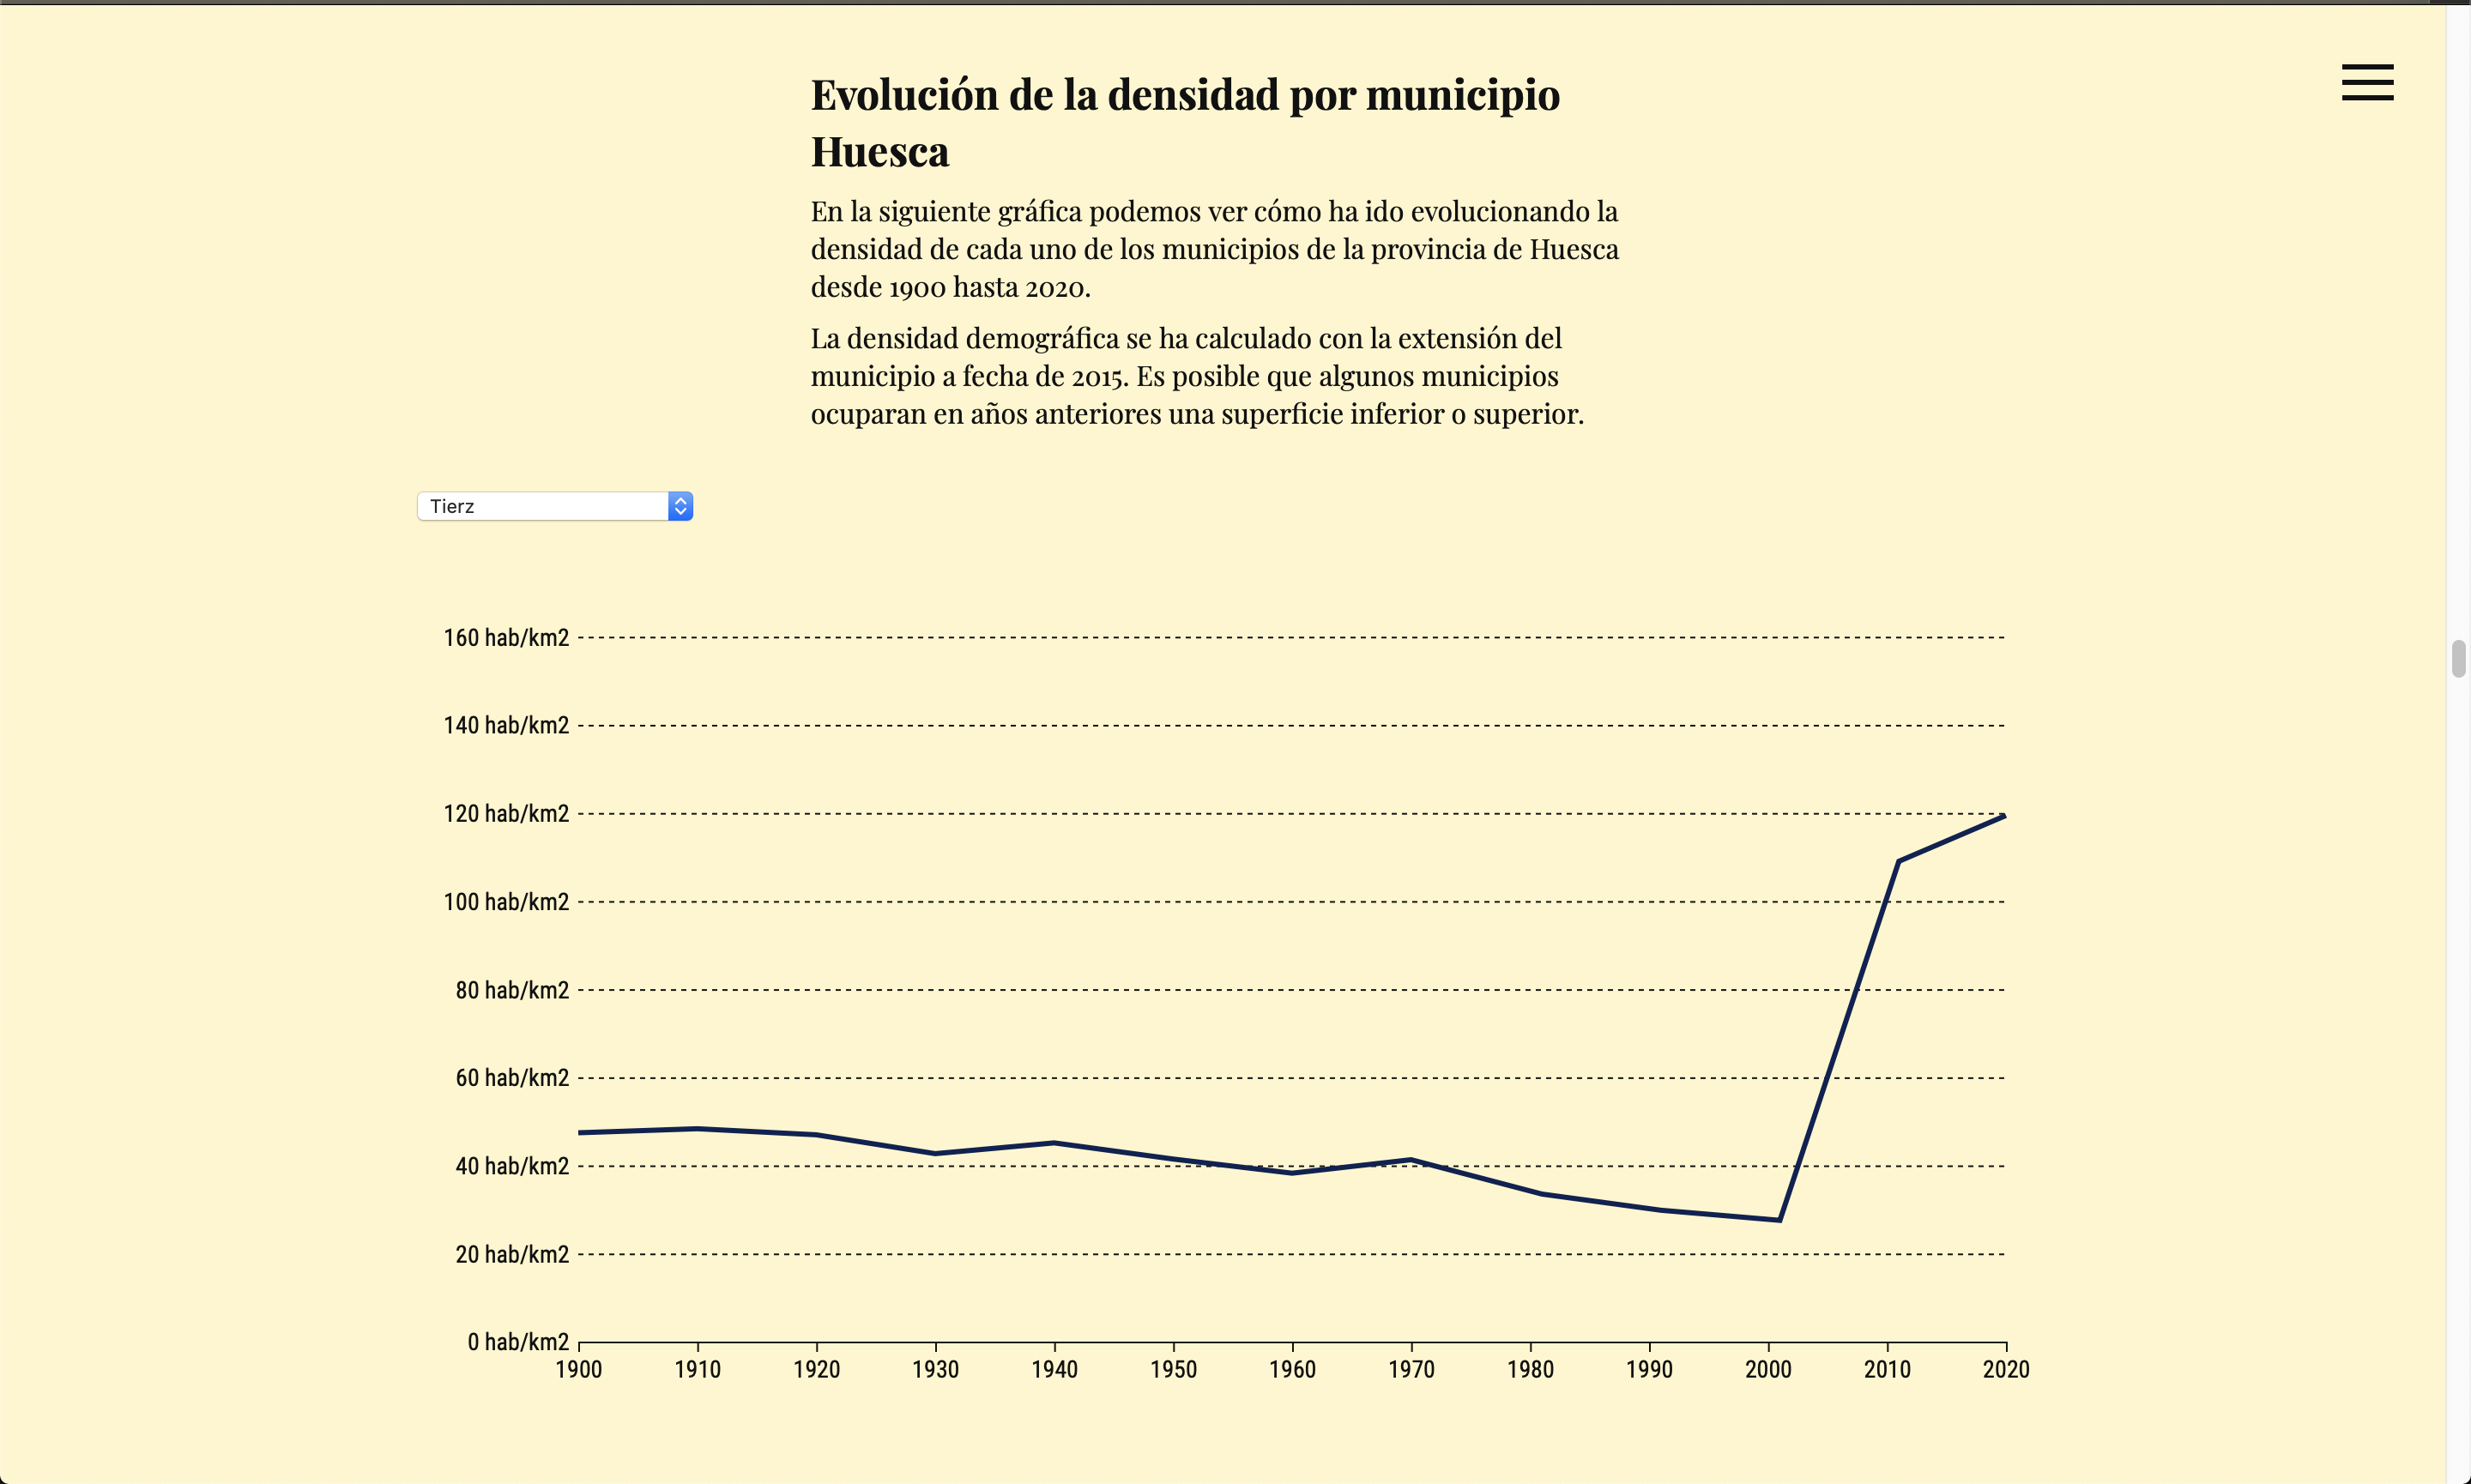 Evolución de la densidad por municipio
Huesca
En la siguiente gráfica podemos ver cómo ha ido evolucionando la
densidad de cada uno de los municipios de la provincia de Huesca
desde 1900 hasta 2020.
La densidad demográfica se ha calculado con la extensión del
municipio a fecha de 2015. Es posible que algunos municipios
ocuparan en años anteriores una superficie inferior o superior.
Tierz
160 hab/km2
140 hab/km2
120 hab/km2
100 hab/km2
80 hab/km2
60 hab/km2
40 hab/km2
20 hab/km2
0 hab/km2
1900 1910 1920 1930 1940 1950 1960 1970 1980 1990 2000 2010 2020